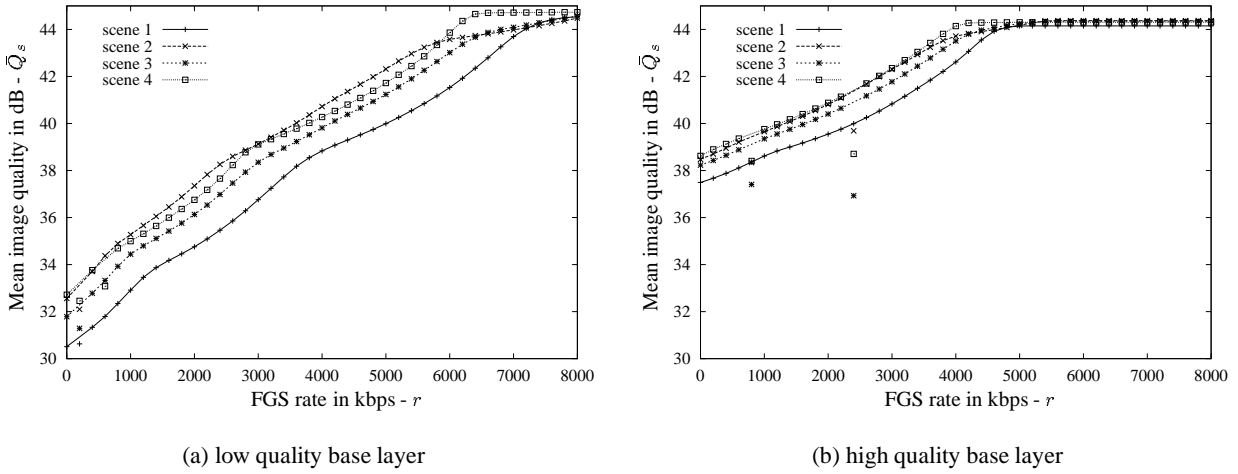 44
42
40
38
36
34
32
30
0 1000 2000 3000 4000 5000 6000 7000 8000
Mean image quality in dB - Q̄ s
FGS rate in kbps - r
scene 1
scene 2
scene 3
scene 4
(a) low quality base layer
44
42
40
38
36
34
32
30
0 1000 2000 3000 4000 5000 6000 7000 8000
Mean image quality in dB - Q̄ s
FGS rate in kbps - r
scene 1
scene 2
scene 3
scene 4
(b) high quality base layer